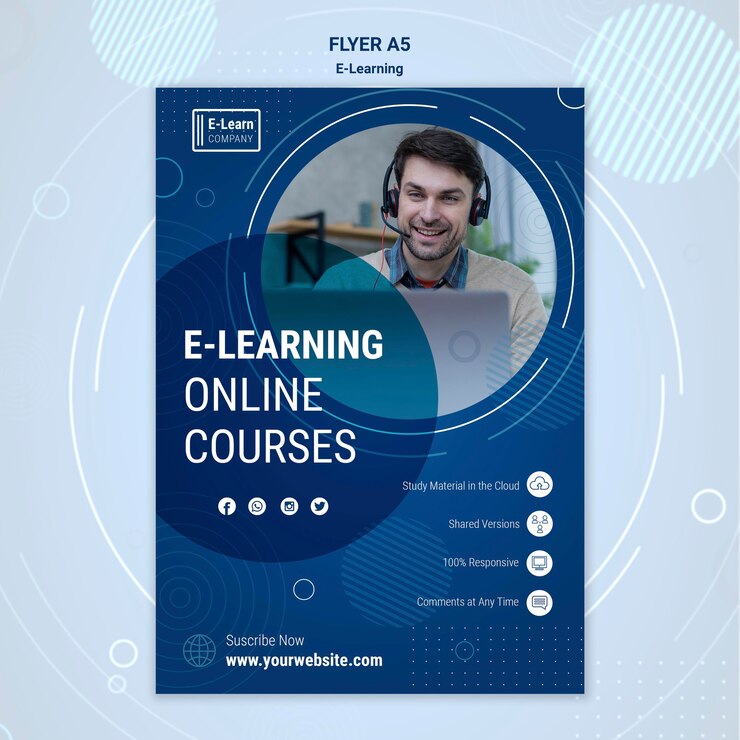 FLYER A5
E-Learning
E-Learn
COMPANY
E-LEARNING
ONLINE
COURSES
Study Material in the Cloud
Shared Versions
100% Responsive
Comments at Any Time
Suscribe Now
www.yourwebsite.com